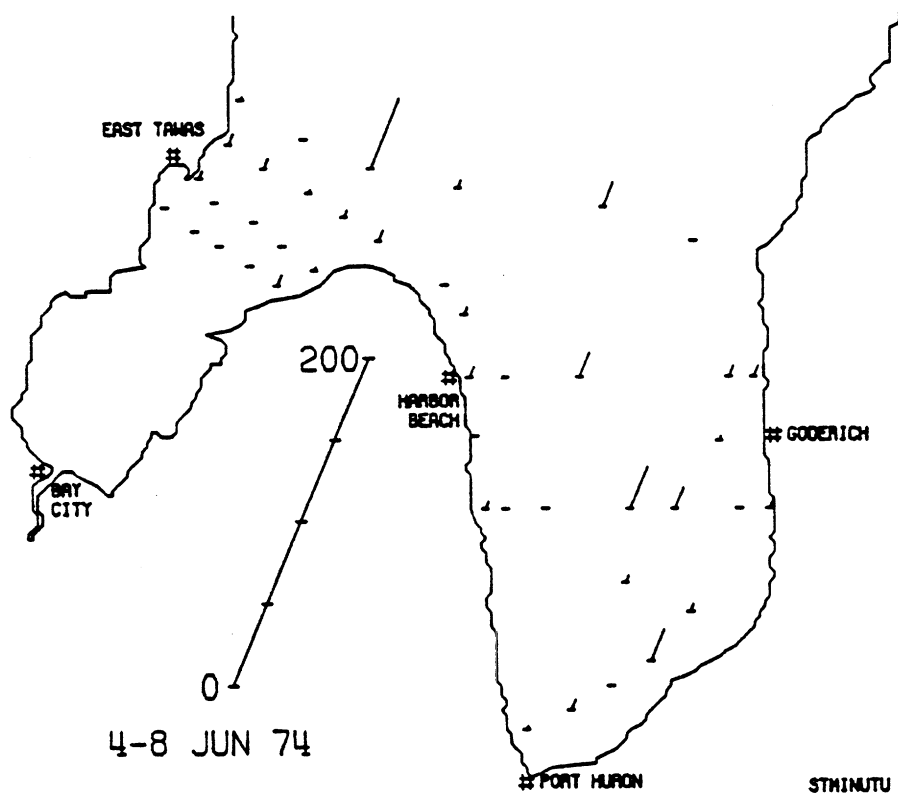 EAST TAWAS
200
HARBOR
BEACH
GODERICH
BAY
CITY
0
4-8 JUN 74
PORT HURON
STMINUTU